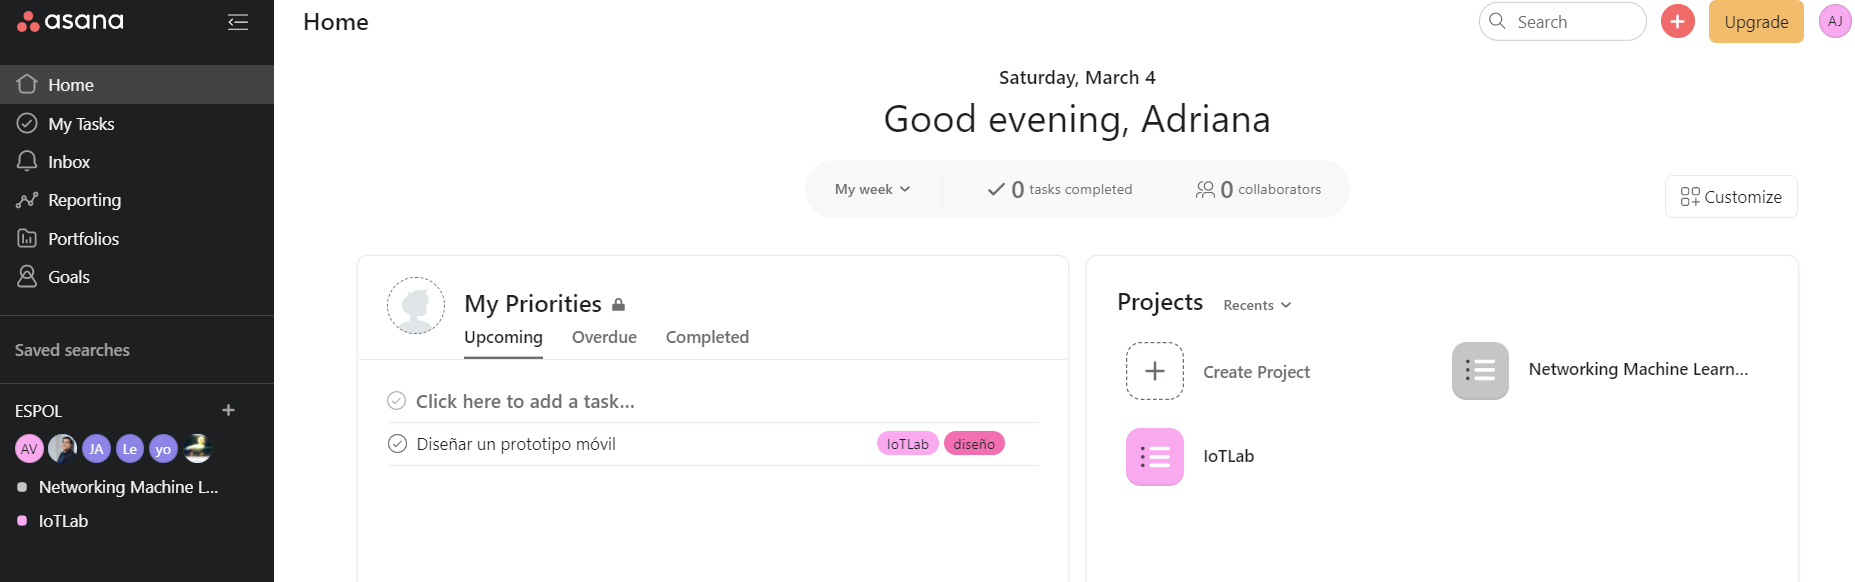 asana
Home
My Tasks
Inbox
Reporting
Portfolios
Goals
Saved searches
ESPOL
AV JA Le yo
Networking Machine L...
IoTLab
Home
Search
Upgrade
AJ
Saturday, March 4
Good evening, Adriana
My week 0 tasks completed 0 collaborators
Customize
My Priorities
Upcoming Overdue Completed
Click here to add a task...
Diseñar un prototipo móvil IoTLab diseño
Projects Recents
Create Project
Networking Machine Learn...
IoTLab